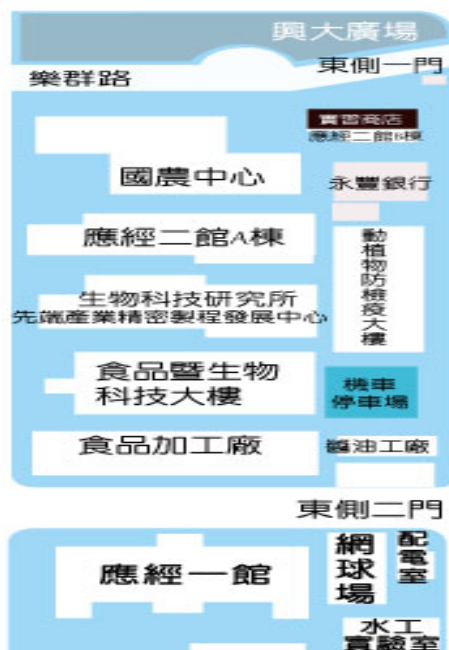 興大廣場
東側一門
樂群路
實習商店
應經二館B棟
國農中心
永豐銀行
應經二館A棟
動植物防檢疫大樓
生物科技研究所
先端產業精密製程發展中心
食品暨生物
科技大樓
機車
停車場
食品加工廠
醬油工廠
東側二門
應經一館
網球場
配電室
水工
實驗室